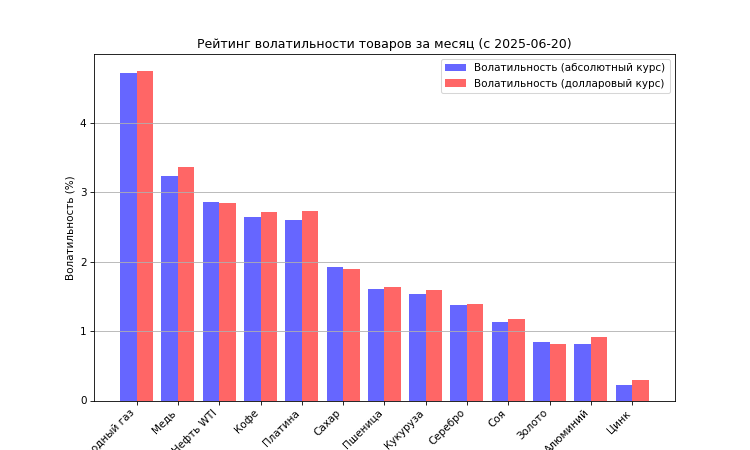 Рейтинг волатильности товаров за месяц (с 2025-06-20)
Волатильность (абсолютный курс)
Волатильность (долларовый курс)
Волатильность (%)
4
3
2
1
0
газ
Медь
Нефть WTI
Кофе
Платина
Сахар
Пшеница
Кукуруза
Серебро
Соя
Золото
Алюминий
Цинк